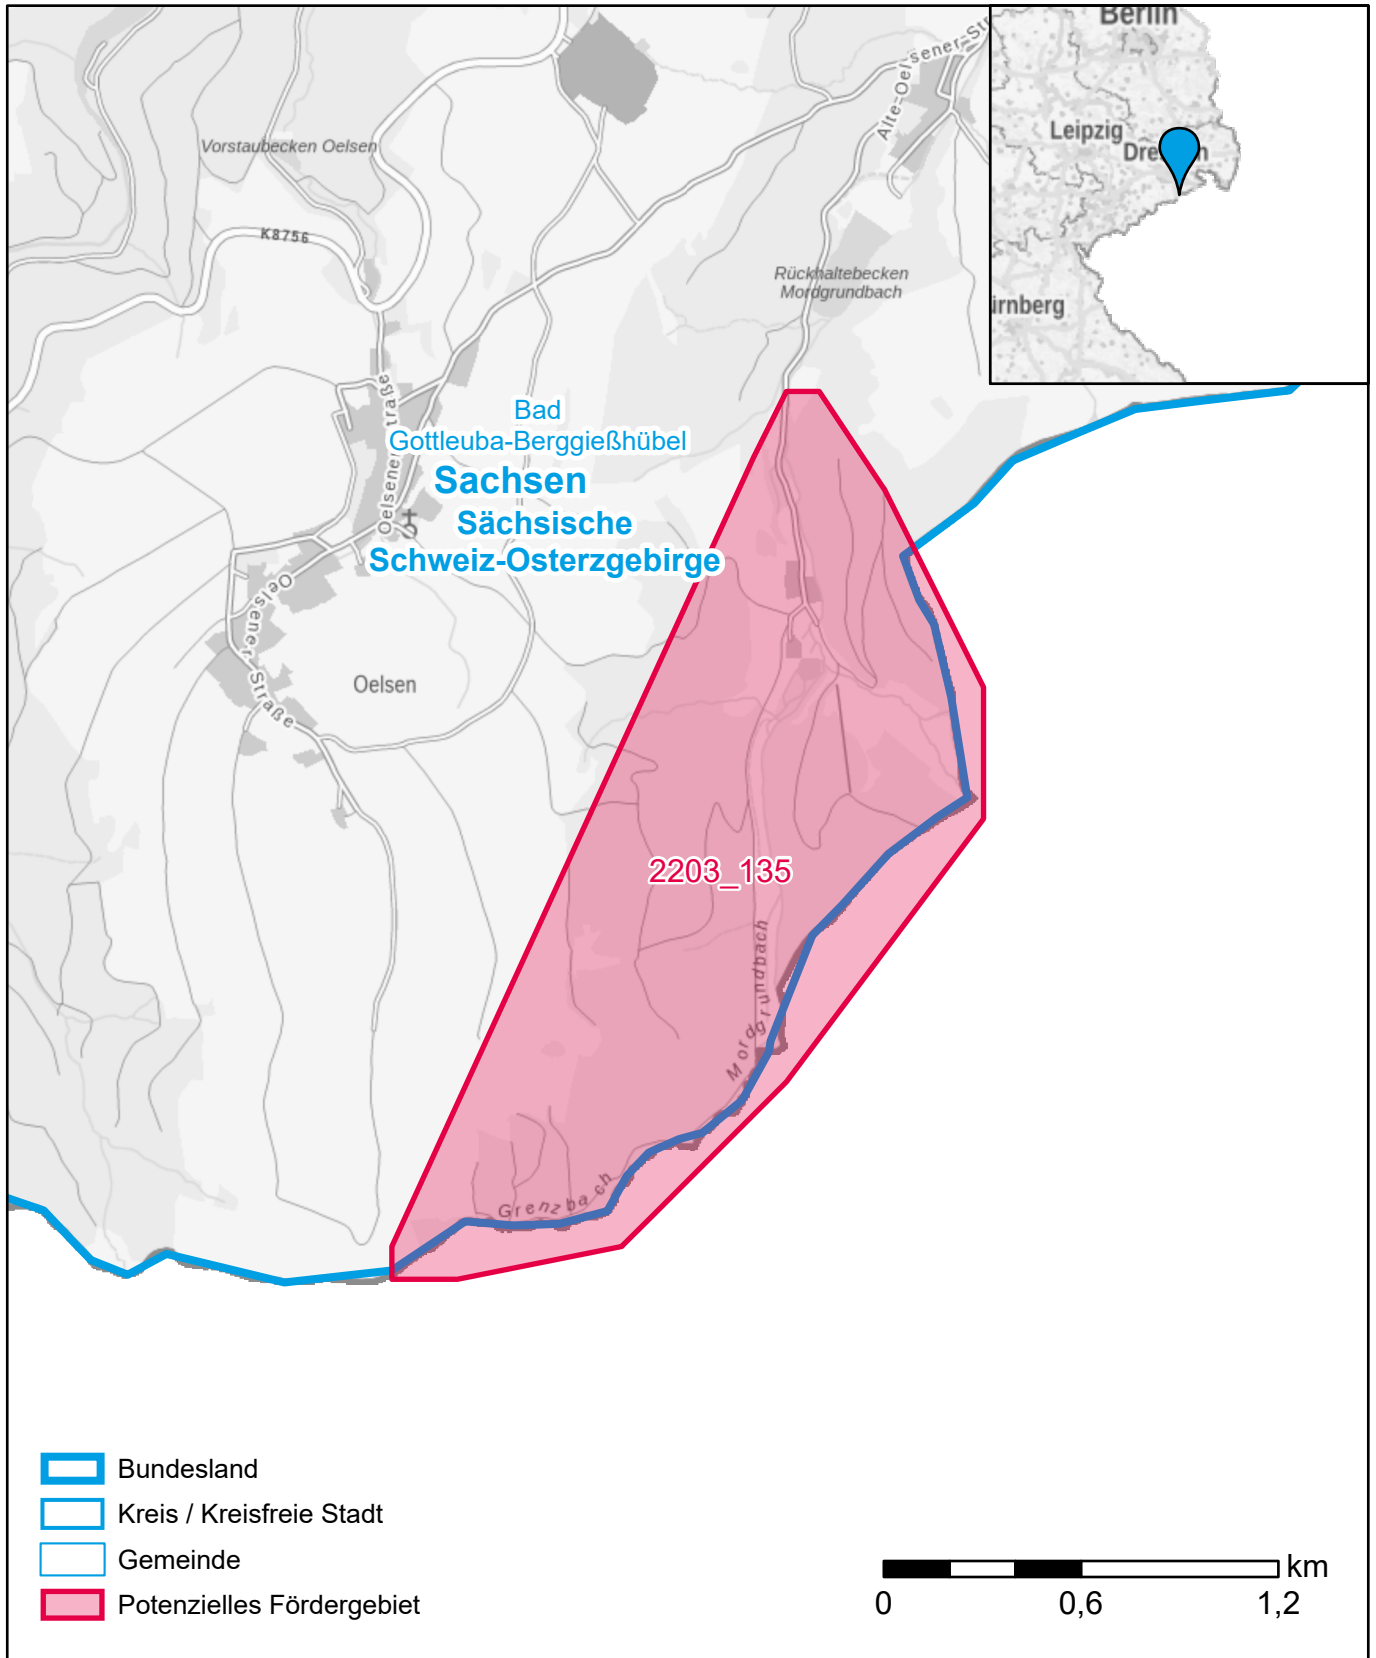 Vorstaubecken Oelsen
K8756
Alte-Oelsener-Str
Rückhaltebecken
Mordgrundbach
Berlin
Leipzig
Dresden
ürnberg
Oelsener Straße
Bad
Gottleuba-Berggießhübel
Sachsen
Sächsische
Schweiz-Osterzgebirge
Oelsener Straße
Oelsen
2203_135
Mordgrundbach
Grenzbach
Bundesland
Kreis / Kreisfreie Stadt
Gemeinde
Potenzielles Fördergebiet
km
0 0,6 1,2